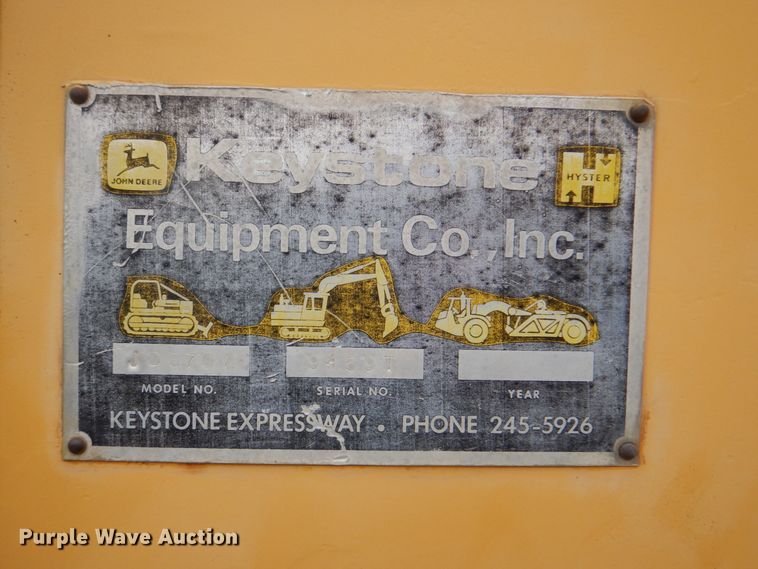 Keystone
JOHN DEERE
H
HYSTER
Equipment Co., Inc.
MODEL NO.
SERIAL NO.
YEAR
KEYSTONE EXPRESSWAY • PHONE 245-5926
Purple Wave Auction